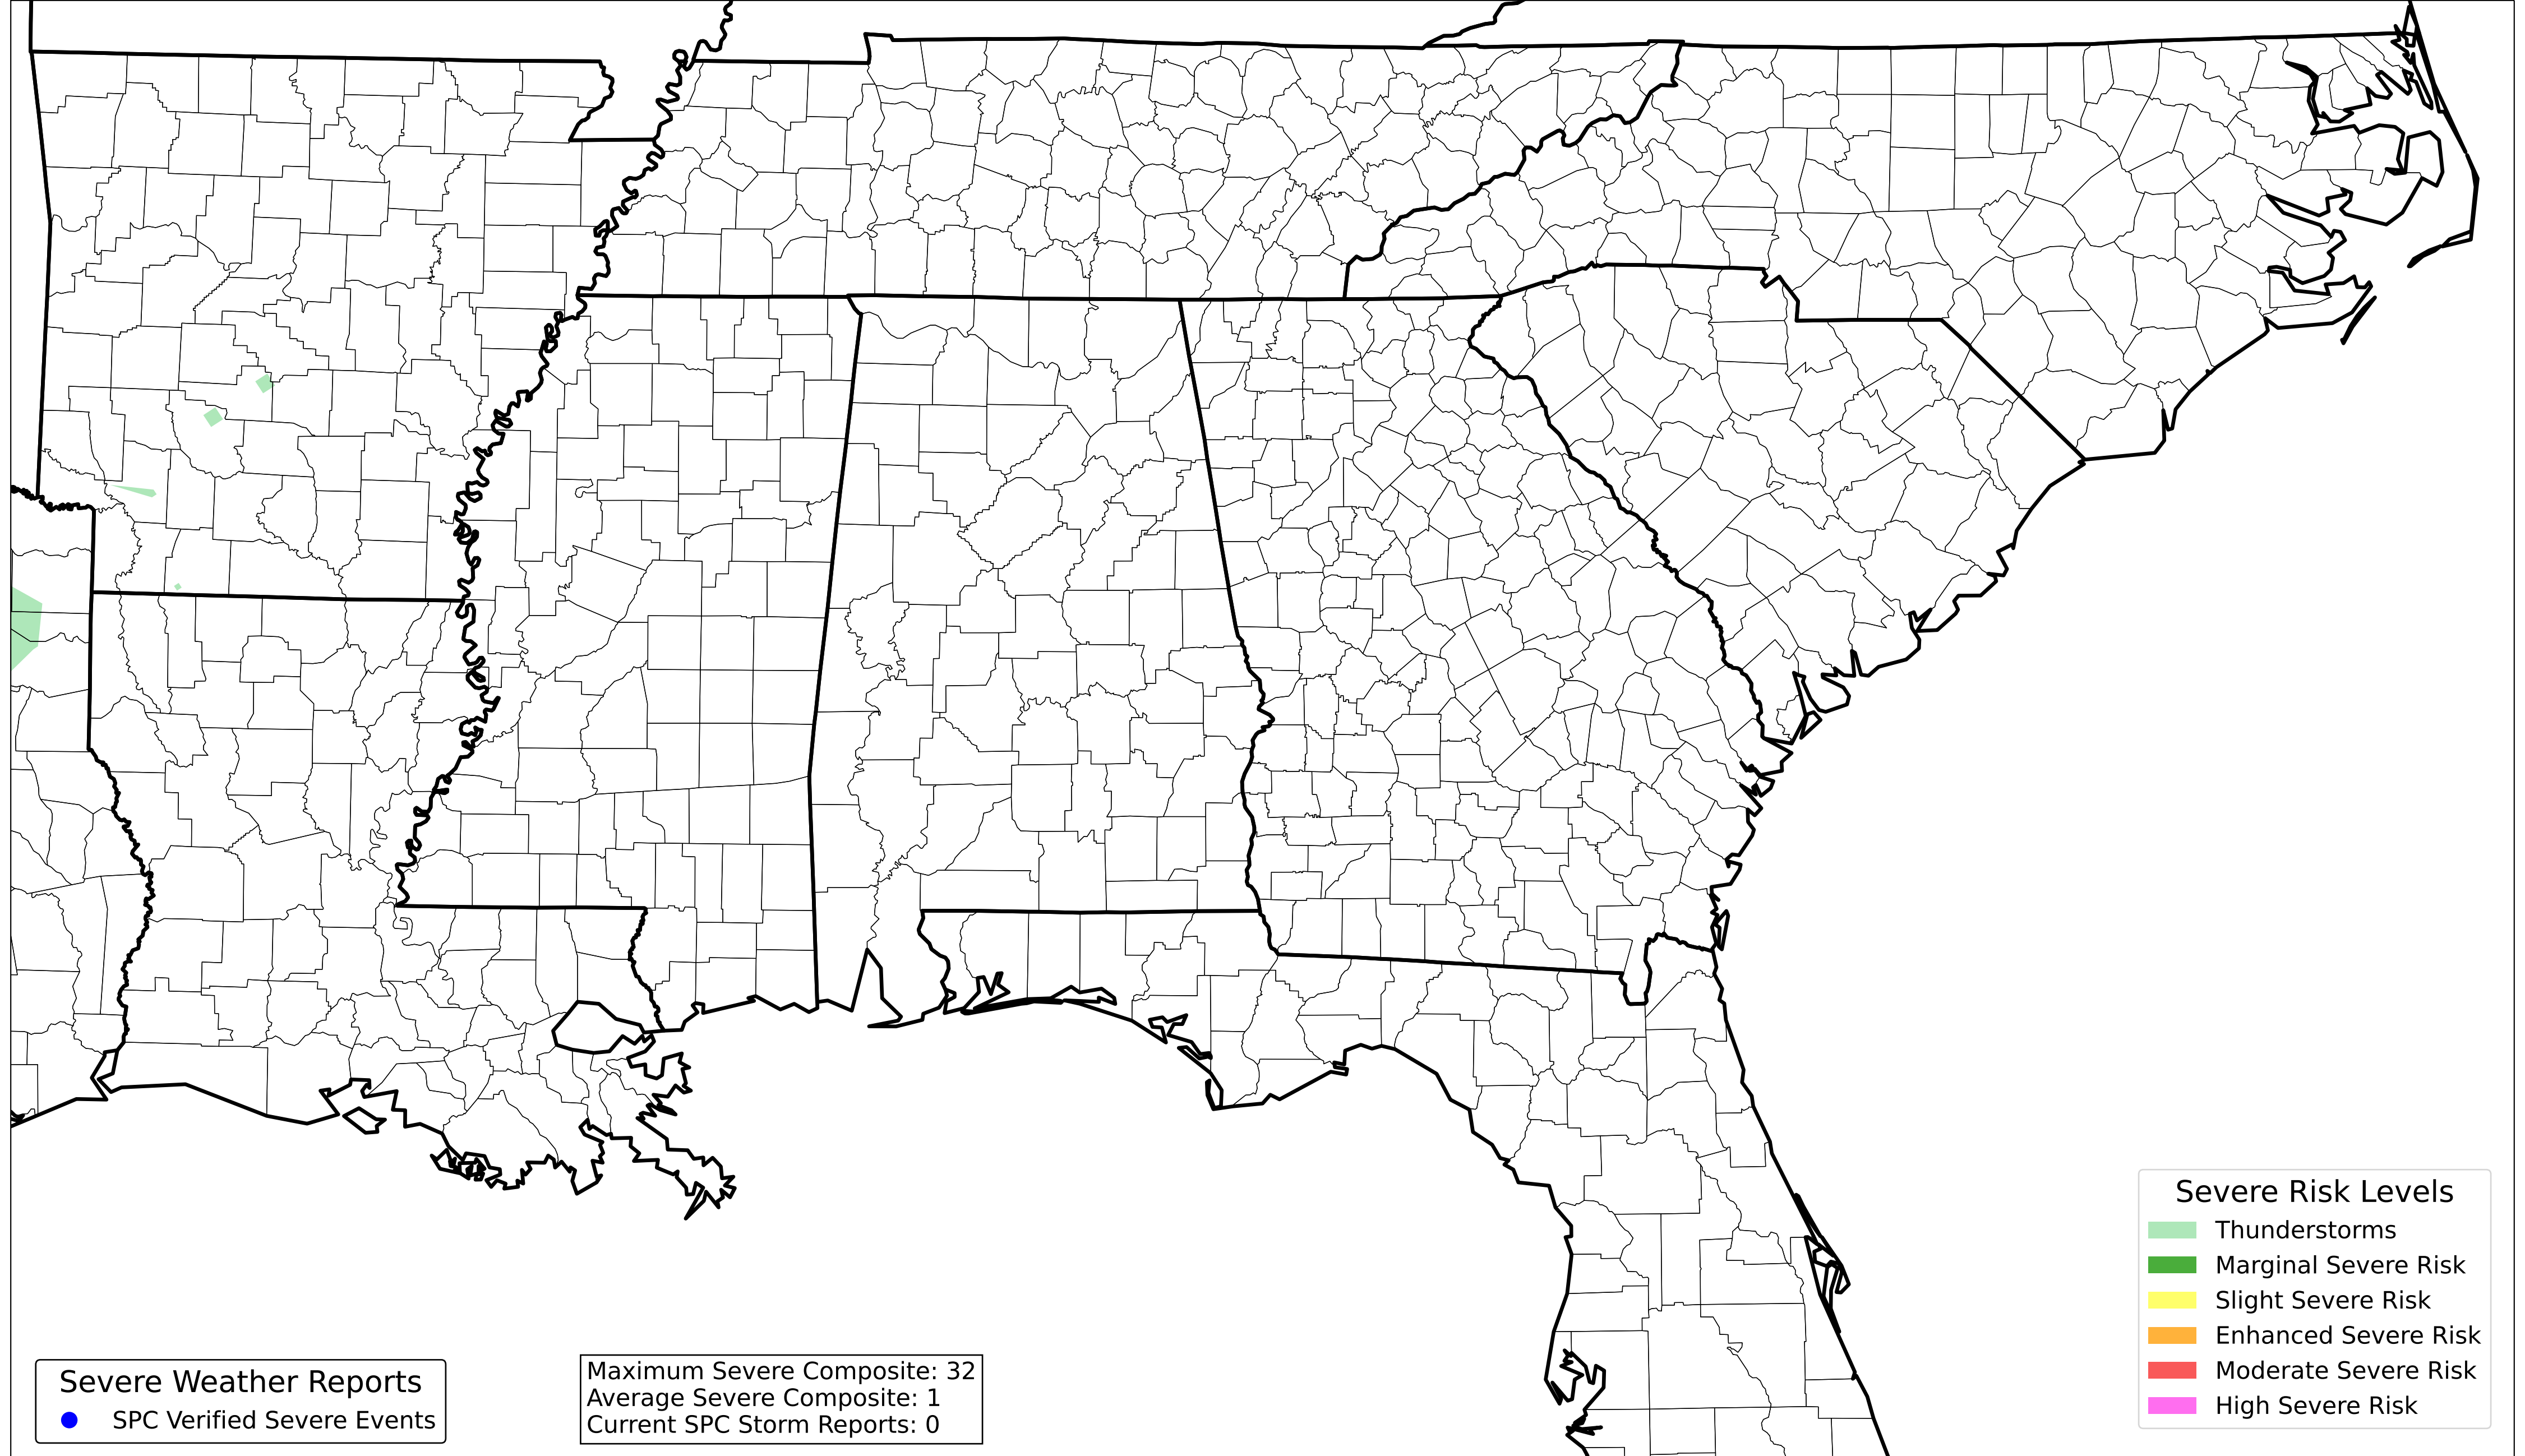 Severe Risk Levels
Thunderstorms
Marginal Severe Risk
Slight Severe Risk
Enhanced Severe Risk
Moderate Severe Risk
High Severe Risk
Severe Weather Reports
SPC Verified Severe Events
Maximum Severe Composite: 32
Average Severe Composite: 1
Current SPC Storm Reports: 0